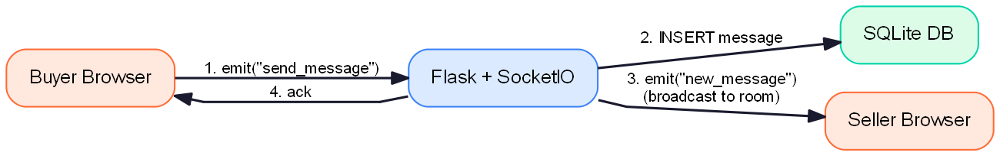 Buyer Browser
1. emit("send_message")
4. ack
Flask + SocketIO
2. INSERT message
SQLite DB
3. emit("new_message")
(broadcast to room)
Seller Browser